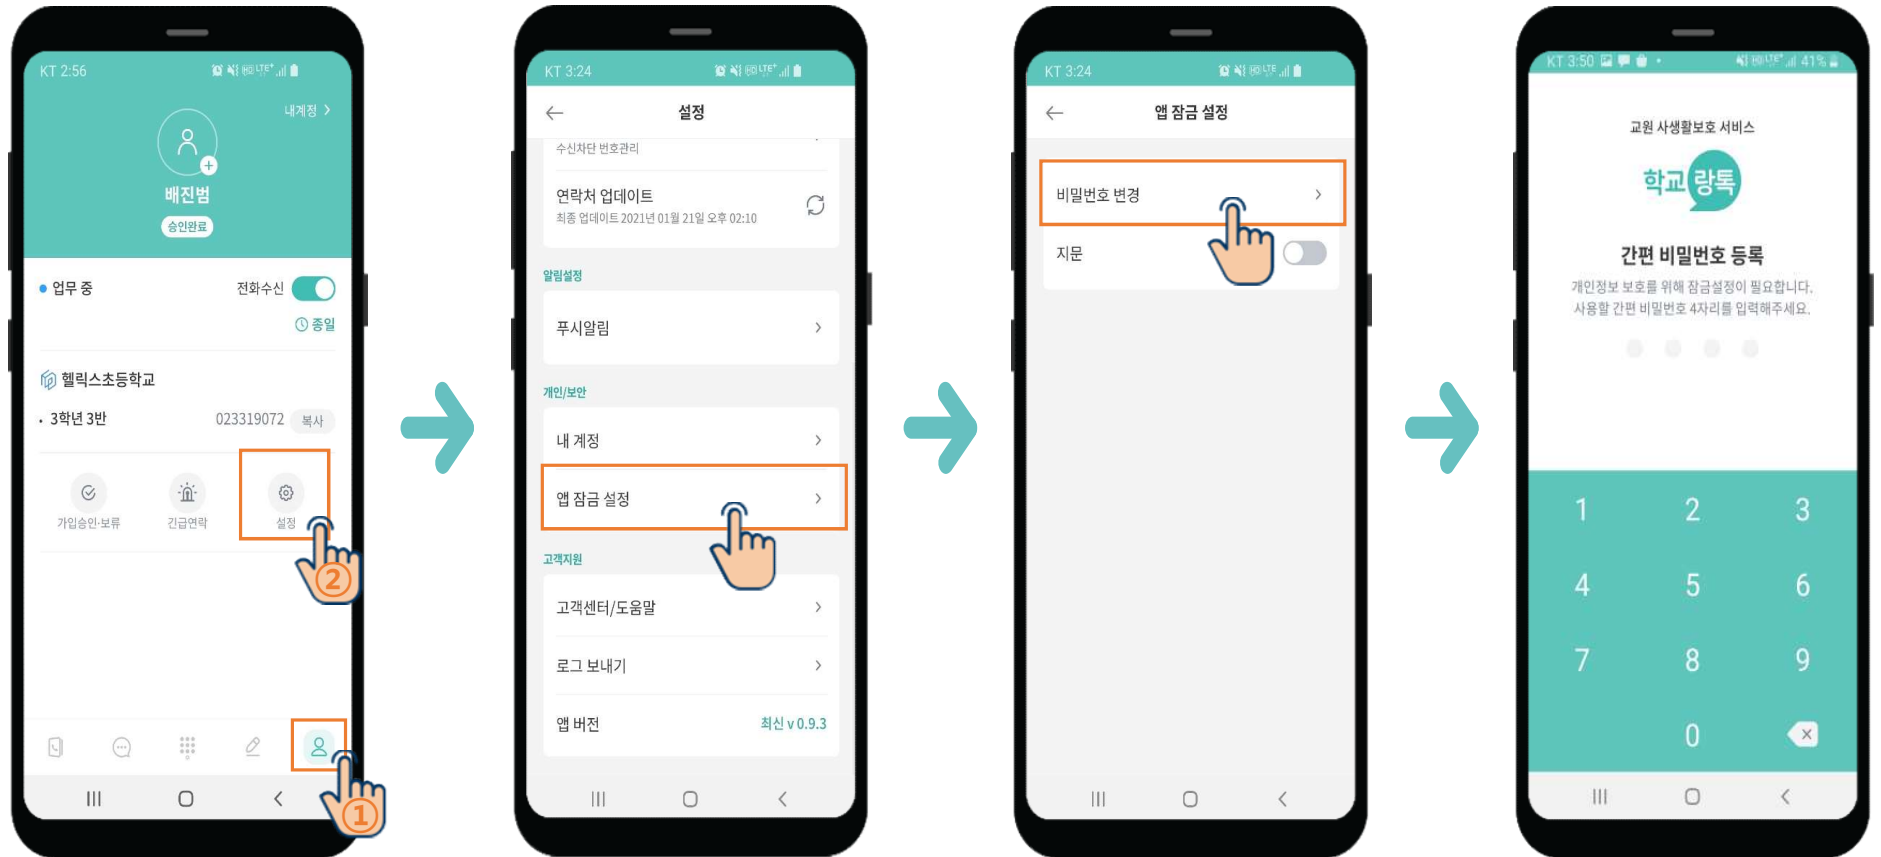 KT 2:56
내계정 >
배진범
승인완료
업무 중
전화수신
종일
헬릭스초등학교
· 3학년 3반
023319072 복사
가입승인·보류
긴급연락
설정
②
①
KT 3:24
설정
수신차단 번호관리
연락처 업데이트
최종 업데이트 2021년 01월 21일 오후 02:10
알림설정
푸시알림
개인/보안
내 계정
앱 잠금 설정
고객지원
고객센터/도움말
로그 보내기
앱 버전
최신 v 0.9.3
KT 3:24
앱 잠금 설정
비밀번호 변경
지문
KT 3:50
41%
교원 사생활보호 서비스
학교랑톡
간편 비밀번호 등록
개인정보 보호를 위해 잠금설정이 필요합니다.
사용할 간편 비밀번호 4자리를 입력해주세요.
1 2 3
4 5 6
7 8 9
0